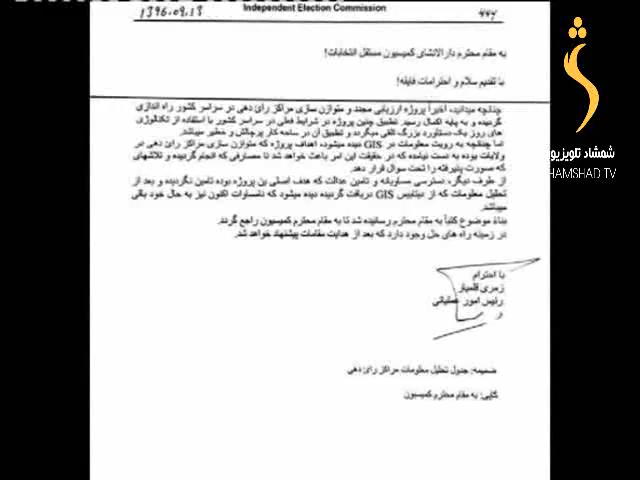 Independent Election Commission
1396.09.13
447
به مقام محترم دارالانشای کمیسیون مستقل انتخابات!
با تقدیم سلام و احترامات فایقه!
چنانچه میدانید، اخیراً پروژه ارزیابی مجدد و متوازن سازی مراکز رای دهی در سراسر کشور راه اندازی
گردیده و به پایه اکمال رسید. تطبیق چنین پروژه در شرایط فعلی در سراسر کشور با استفاده از تکنالوژی
های روز یک دستاورد بزرگ تلقی میگردد و تطبیق آن در ساحه کار پرچالش و خطیر میباشد.
اما چنانچه به رویت معلومات در GIS دیده میشود، اهداف پروژه که متوازن سازی مراکز رائ دهی در
ولایات بوده به دست نیامده که در حقیقت این امر باعث خواهد شد تا مصارفی که انجام گردیده و تلاشهای
که صورت پذیرفته را تحت سوال قرار دهد.
از طرف دیگر، دسترسی مساویانه و تامین عدالت که هدف اصلی ین پروژه بوده تامین نگردیده و بعد از
تحلیل معلومات که از دیتابیس GIS دریافت گردیده دیده میشود که نامساوات اکنون نیز به حال خود باقی
میباشد.
بناءً موضوع کتباً به مقام محترم رسانیده شد تا به مقام محترم کمیسیون راجع گردند.
در زمینه راه های حل وجود دارد که بعد از هدایت مقامات پیشنهاد خواهد شد.
با احترام
زمری قلمیار
رئیس امور عملیاتی
ضمیمه: جدول تحلیل معلومات مراکز رای دهی
کاپی: به مقام محترم کمیسیون
شمشاد تلویزیو
HAMSHAD TV